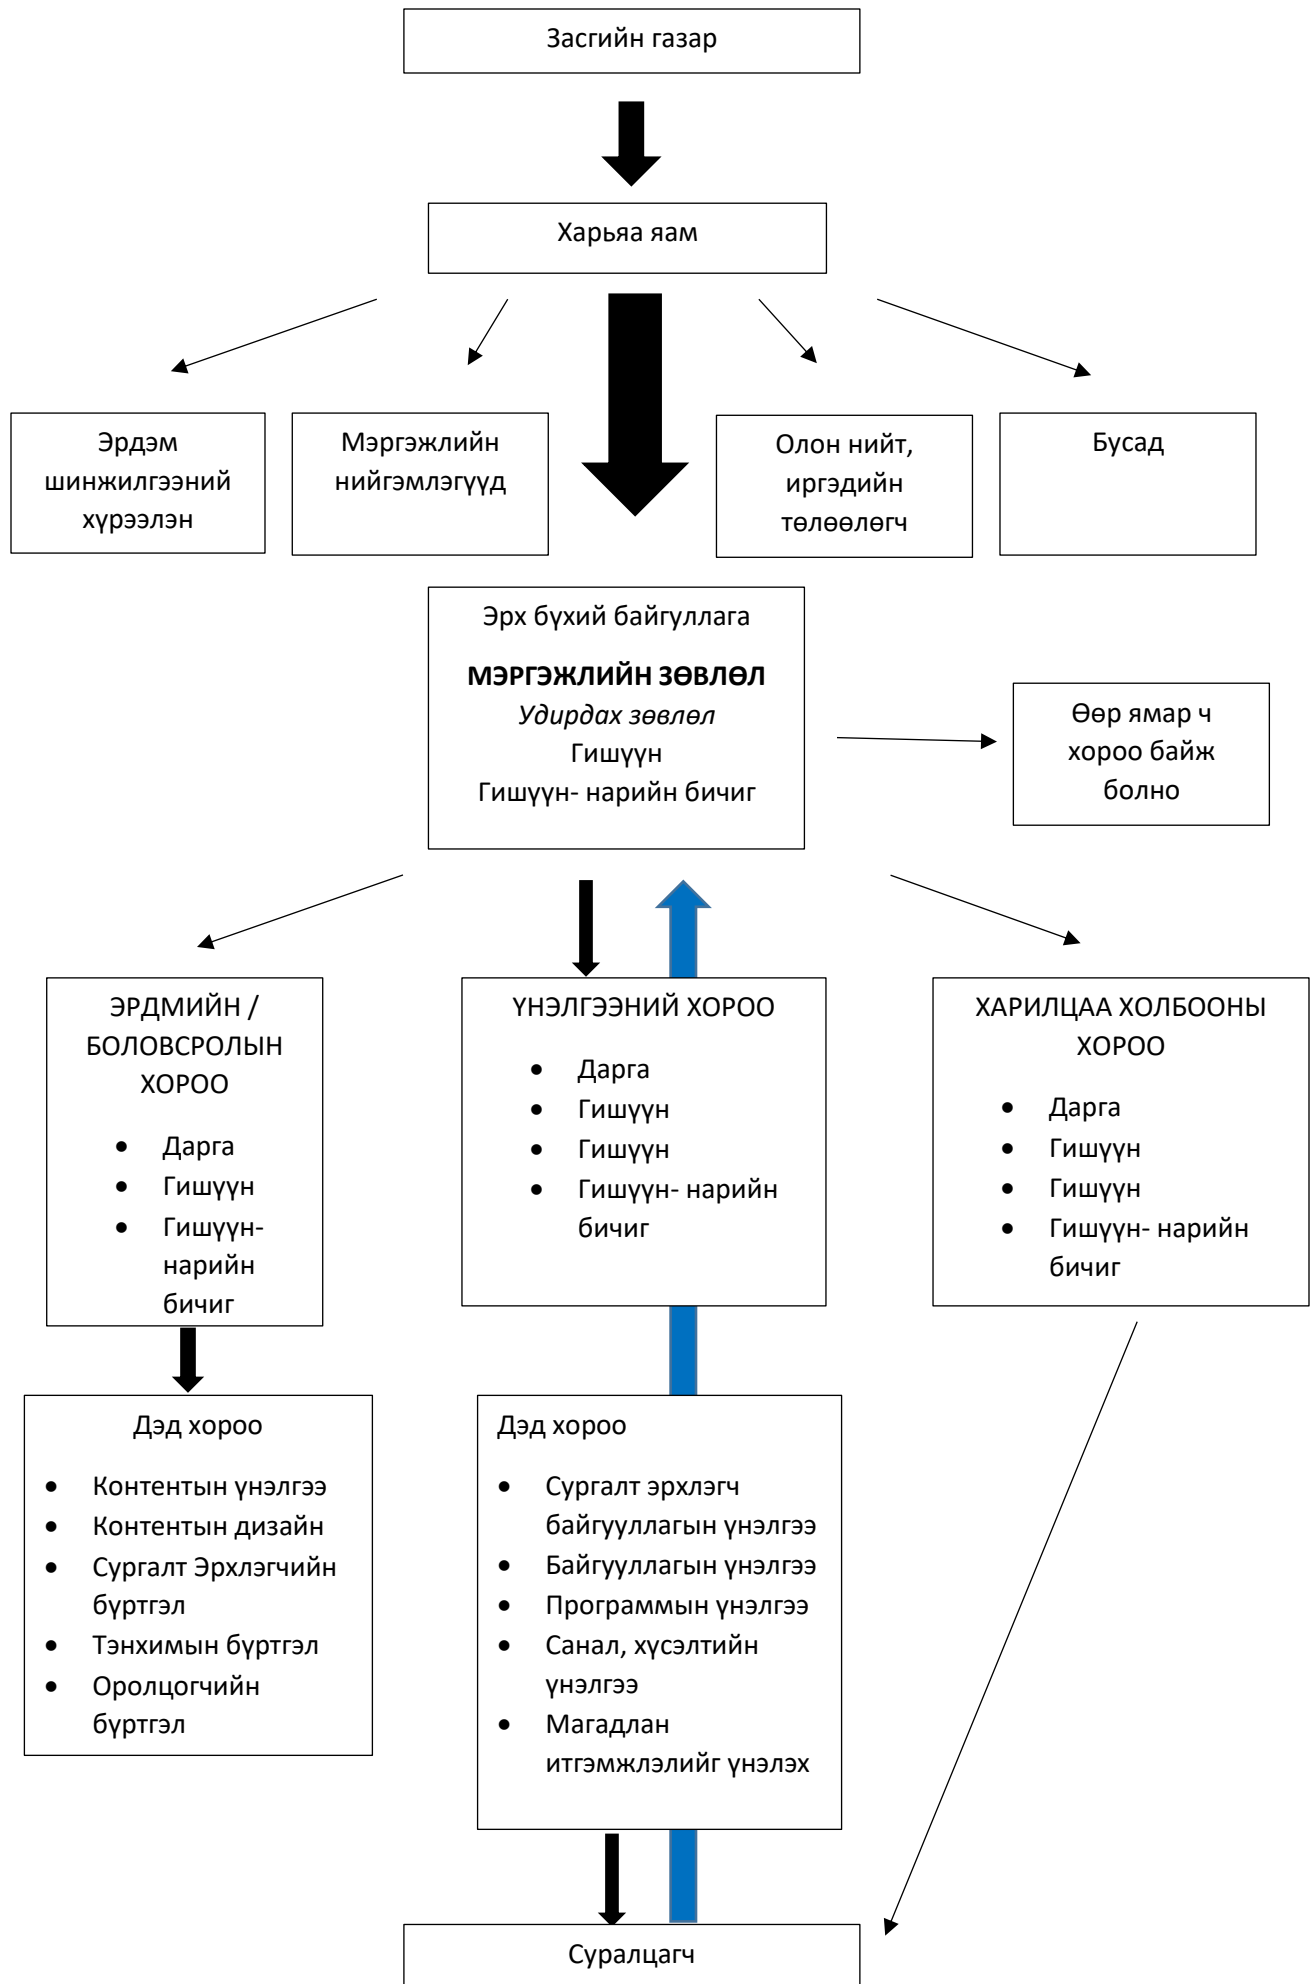 Засгийн газар
Харьяа яам
Эрдэм
шинжилгээний
хүрээлэн
Мэргэжлийн
нийгэмлэгүүд
Олон нийт,
иргэдийн
төлөөлөгч
Бусад
Эрх бүхий байгуллага
МЭРГЭЖЛИЙН ЗӨВЛӨЛ
Удирдах зөвлөл
Гишүүн
Гишүүн- нарийн бичиг
Өөр ямар ч
хороо байж
болно
ЭРДМИЙН /
БОЛОВСРОЛЫН
ХОРОО
• Дарга
• Гишүүн
• Гишүүн-
нарийн
бичиг
ҮНЭЛГЭЭНИЙ ХОРОО
• Дарга
• Гишүүн
• Гишүүн
• Гишүүн- нарийн
бичиг
ХАРИЛЦАА ХОЛБООНЫ
ХОРОО
• Дарга
• Гишүүн
• Гишүүн
• Гишүүн- нарийн
бичиг
Дэд хороо
• Контентын үнэлгээ
• Контентын дизайн
• Сургалт Эрхлэгчийн
бүртгэл
• Тэнхимын бүртгэл
• Оролцогчийн
бүртгэл
Дэд хороо
• Сургалт эрхлэгч
байгууллагын үнэлгээ
• Байгууллагын үнэлгээ
• Программын үнэлгээ
• Санал, хүсэлтийн
үнэлгээ
• Магадлан
итгэмжлэлийг үнэлэх
Суралцагч